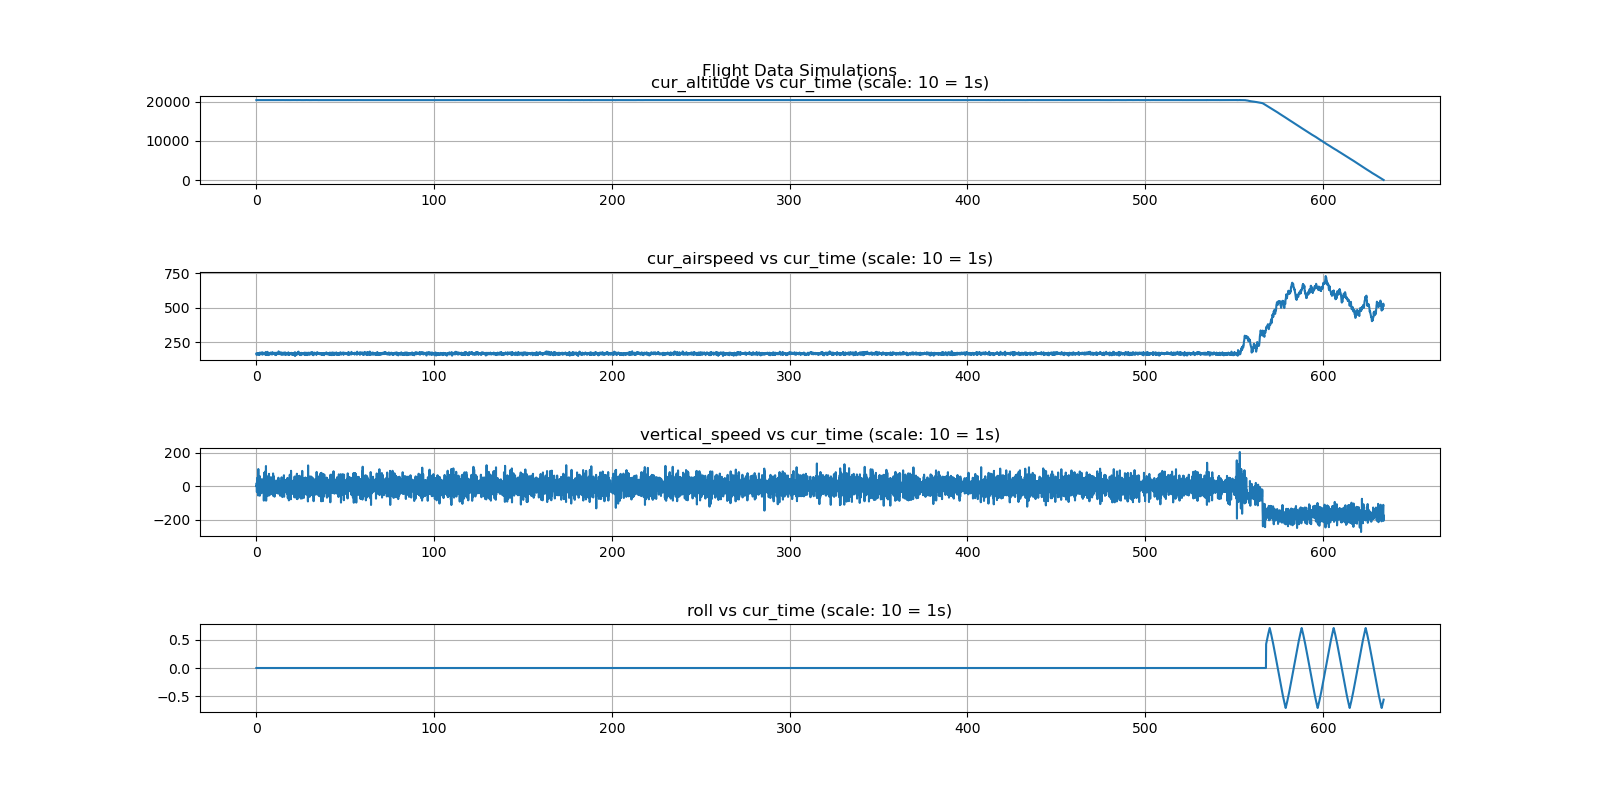 Flight Data Simulations
cur_altitude vs cur_time (scale: 10 = 1s)
20000
10000
0
0 100 200 300 400 500 600
cur_airspeed vs cur_time (scale: 10 = 1s)
750
500
250
0 100 200 300 400 500 600
vertical_speed vs cur_time (scale: 10 = 1s)
200
0
−200
0 100 200 300 400 500 600
roll vs cur_time (scale: 10 = 1s)
0.5
0.0
−0.5
0 100 200 300 400 500 600